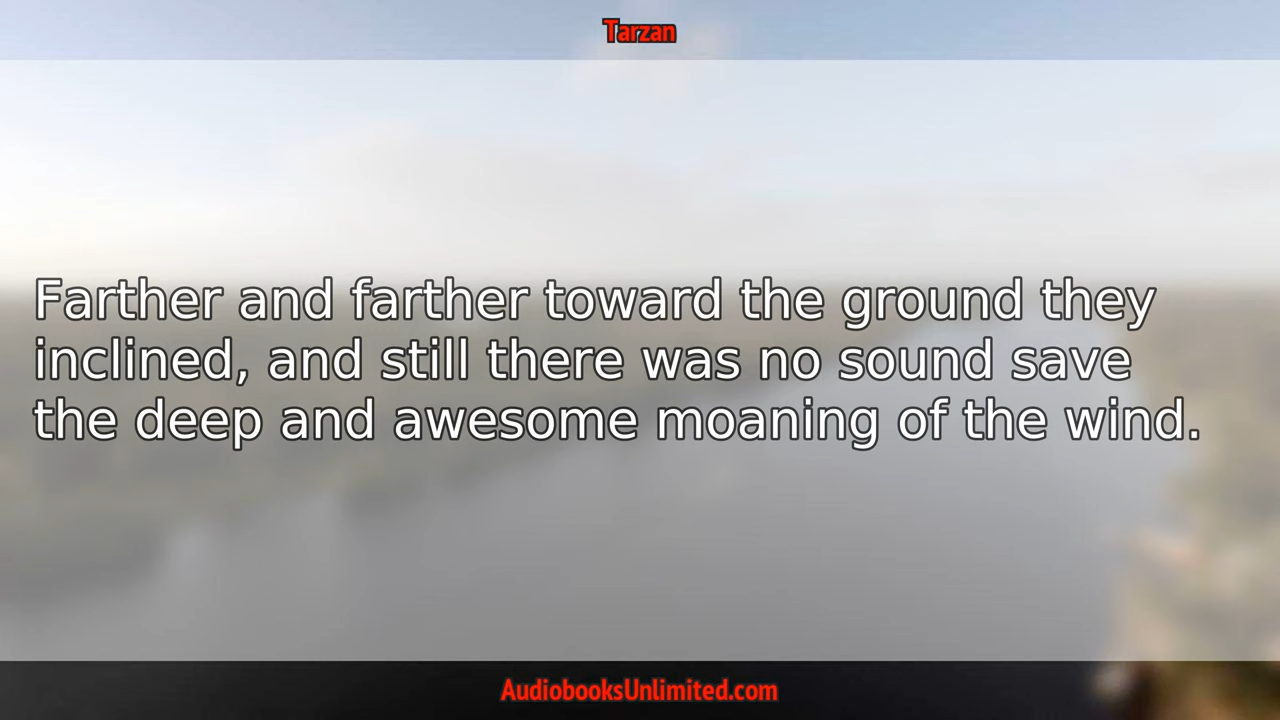 Tarzan
Farther and farther toward the ground they
inclined, and still there was no sound save
the deep and awesome moaning of the wind.
AudiobooksUnlimited.com